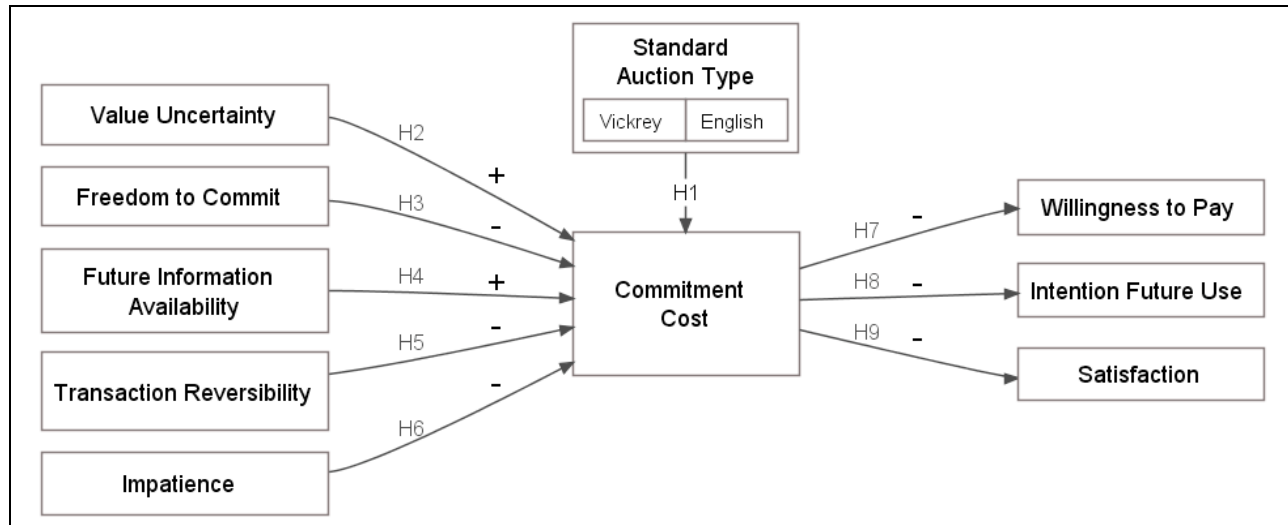 Standard
Auction Type
Vickrey English
H1
Value Uncertainty
H2
+
Freedom to Commit
H3
-
Future Information
Availability
H4
+
Transaction Reversibility
H5
-
Impatience
H6
-
Commitment
Cost
H7
-
Willingness to Pay
H8
-
Intention Future Use
H9
-
Satisfaction